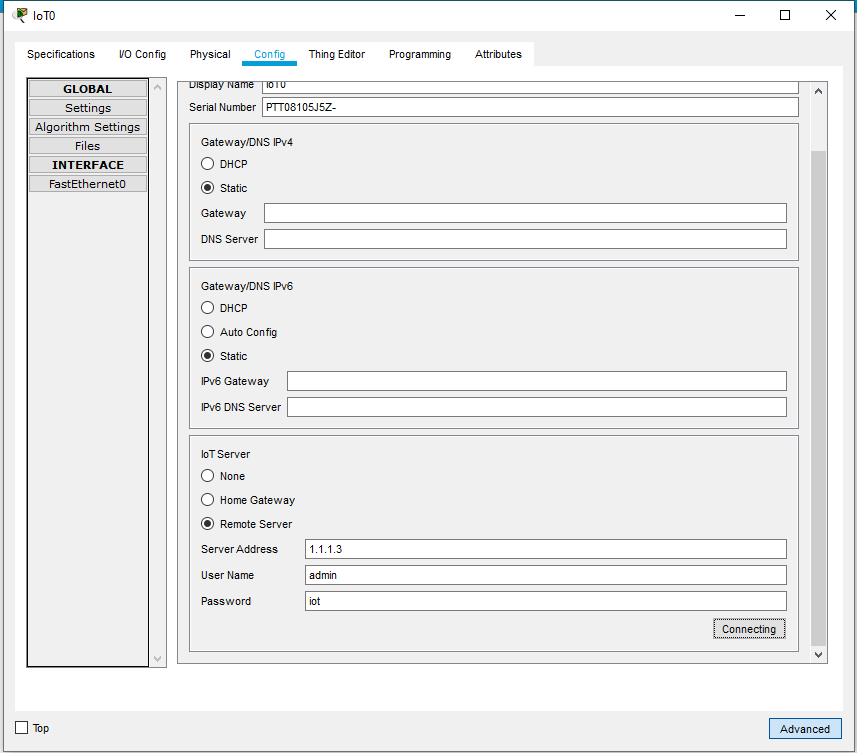 IoT0
Specifications I/O Config Physical Config Thing Editor Programming Attributes
GLOBAL
Settings
Algorithm Settings
Files
INTERFACE
FastEthernet0
Display Name IoT0
Serial Number PTT08105J5Z-
Gateway/DNS IPv4
DHCP
Static
Gateway
DNS Server
Gateway/DNS IPv6
DHCP
Auto Config
Static
IPv6 Gateway
IPv6 DNS Server
IoT Server
None
Home Gateway
Remote Server
Server Address 1.1.1.3
User Name admin
Password iot
Connecting
Top
Advanced